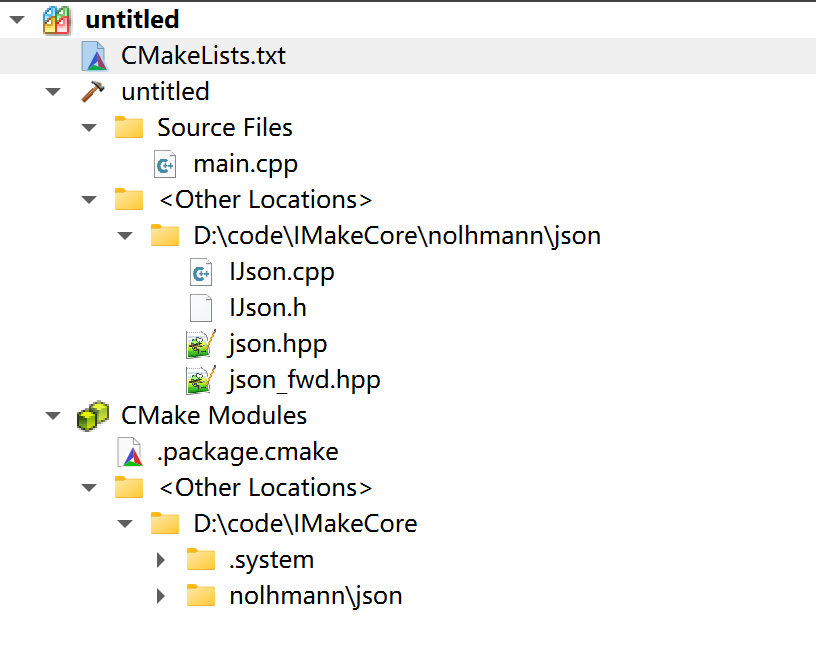 untitled
CMakeLists.txt
untitled
Source Files
main.cpp
<Other Locations>
D:\code\IMakeCore\nolhmann\json
IJson.cpp
IJson.h
json.hpp
json_fwd.hpp
CMake Modules
.package.cmake
<Other Locations>
D:\code\IMakeCore
.system
nolhmann\json